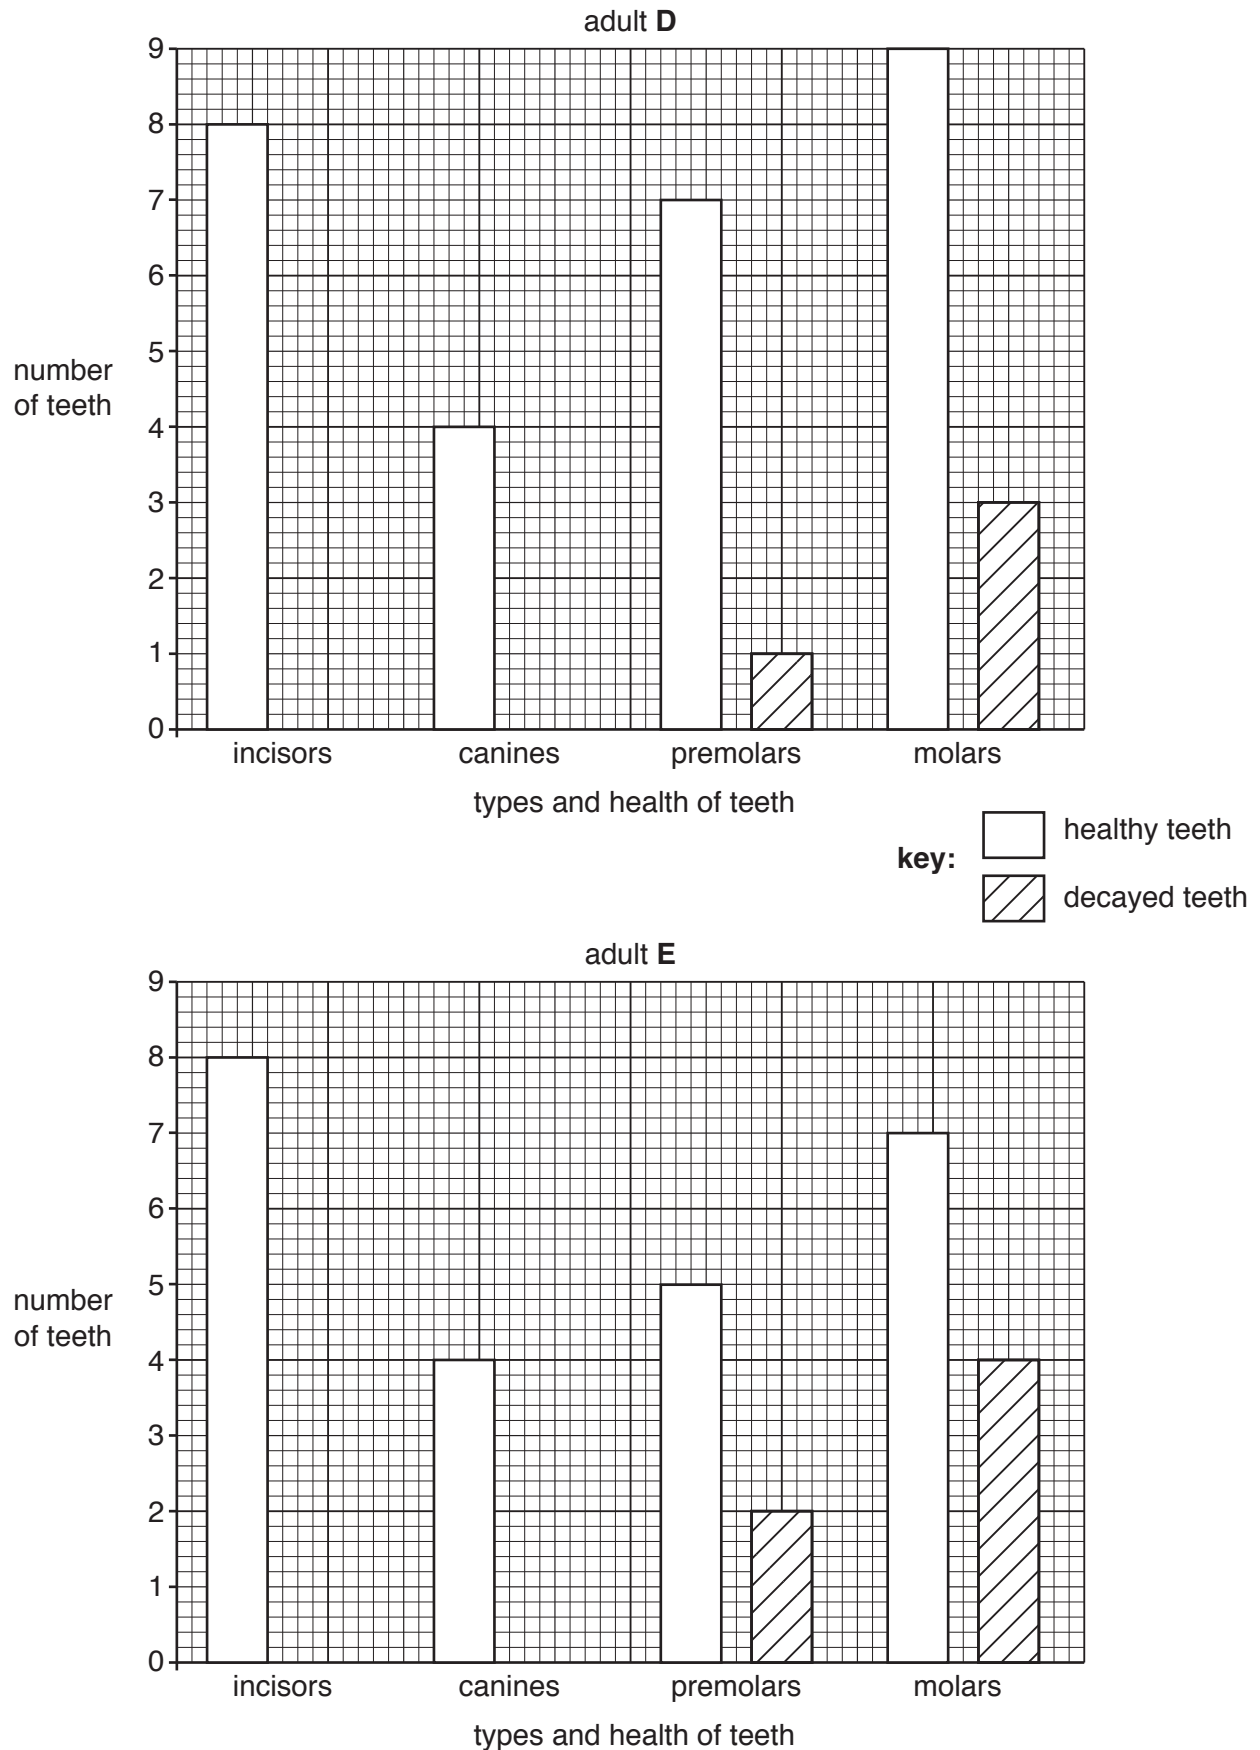 adult D
9
8
7
6
5
4
3
2
1
0
number
of teeth
incisors canines premolars molars
types and health of teeth
key:
healthy teeth
decayed teeth
adult E
9
8
7
6
5
4
3
2
1
0
number
of teeth
incisors canines premolars molars
types and health of teeth